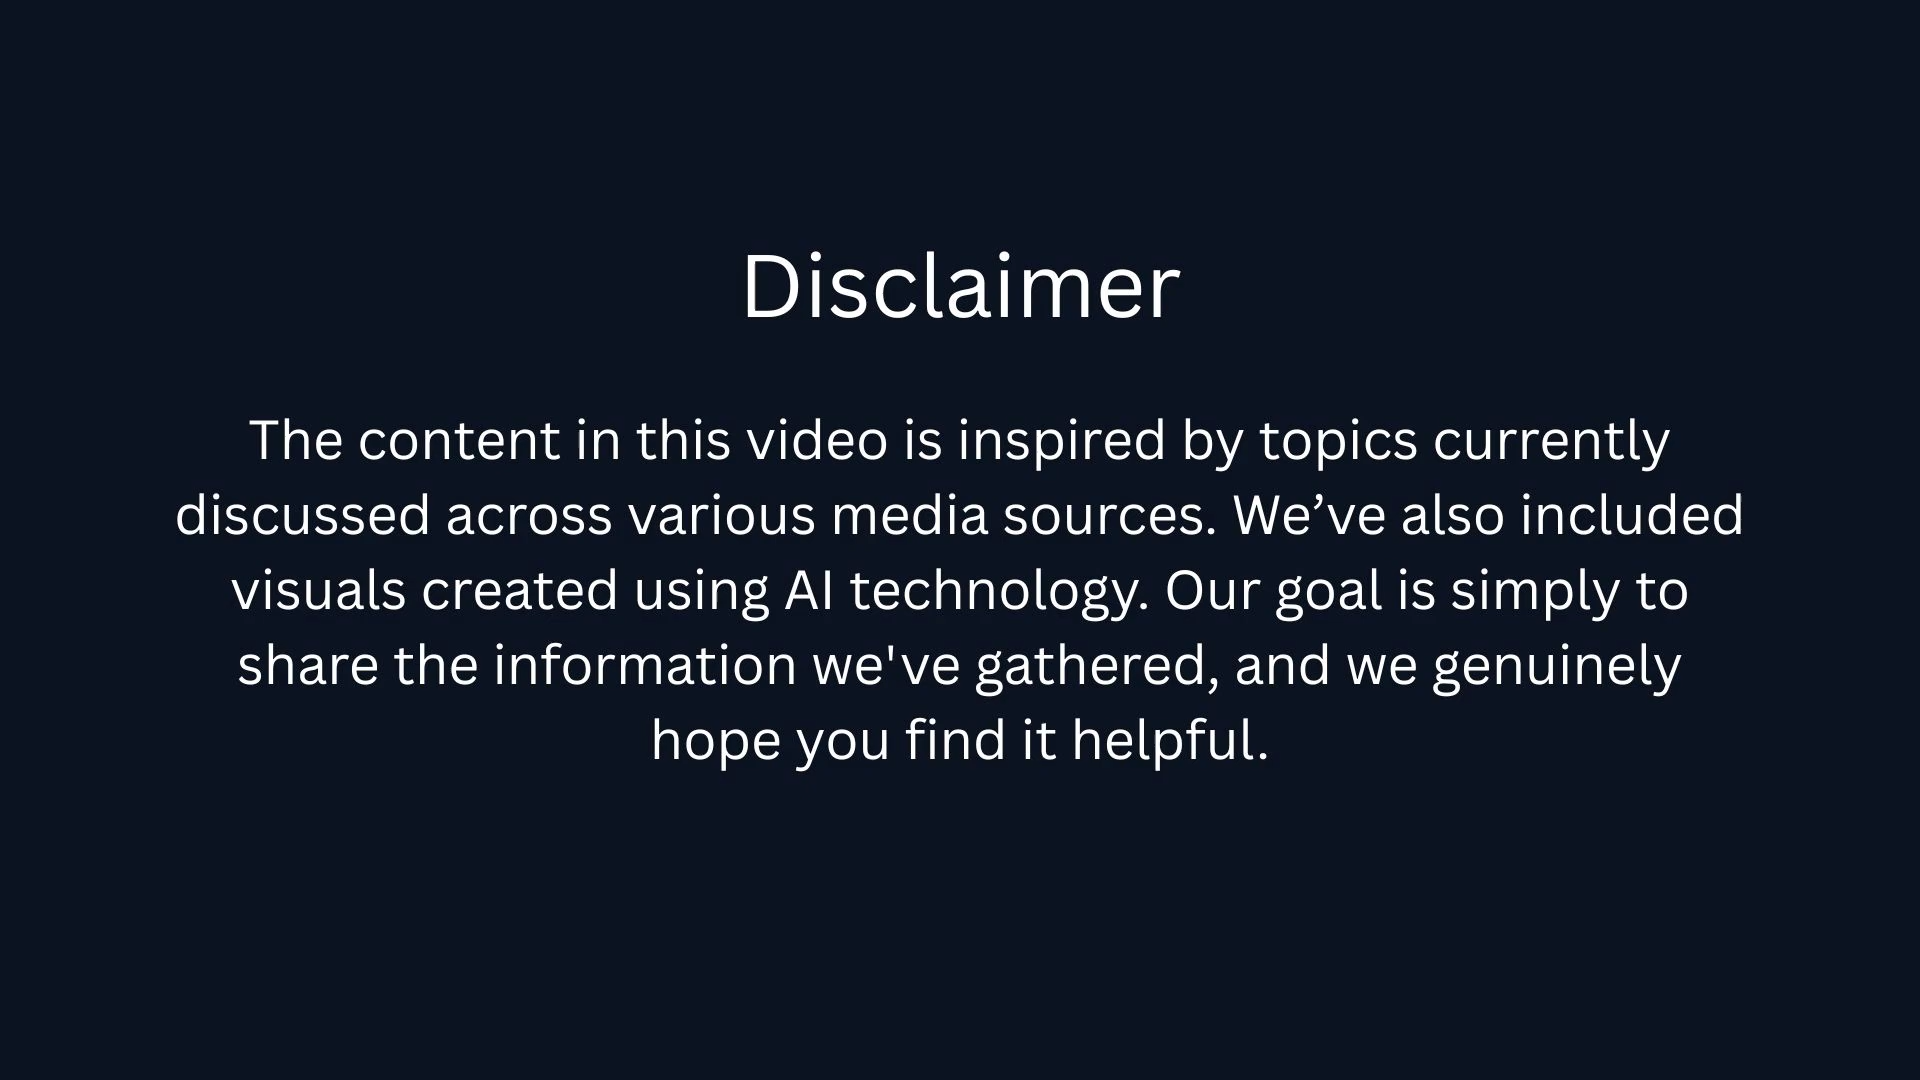 Disclaimer
The content in this video is inspired by topics currently
discussed across various media sources. We’ve also included
visuals created using AI technology. Our goal is simply to
share the information we've gathered, and we genuinely
hope you find it helpful.